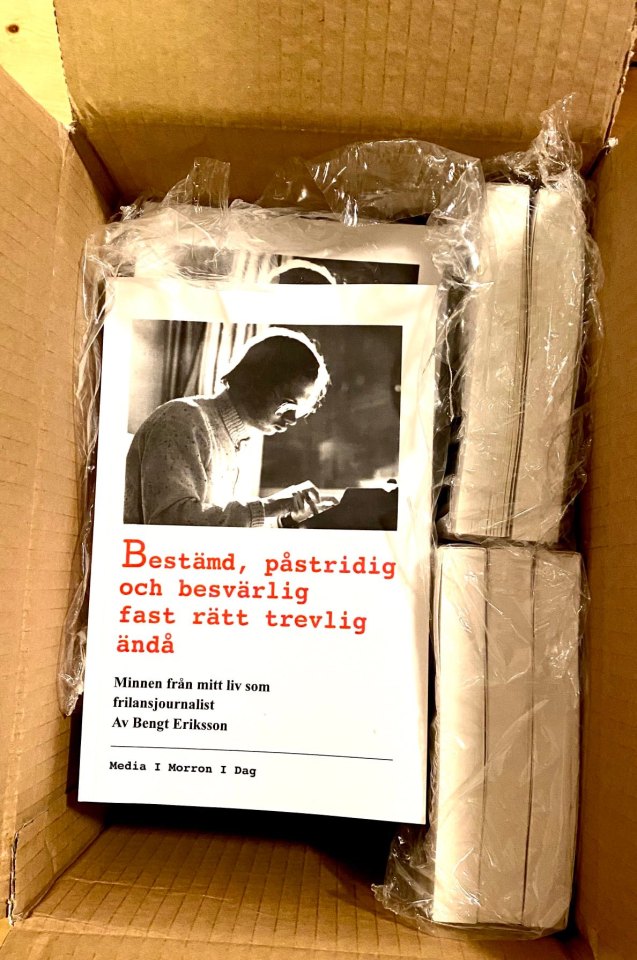 Bestämd, påstridig
och besvärlig
fast rätt trevlig
ändå
Minnen från mitt liv som
frilansjournalist
Av Bengt Eriksson
Media I Morron I Dag